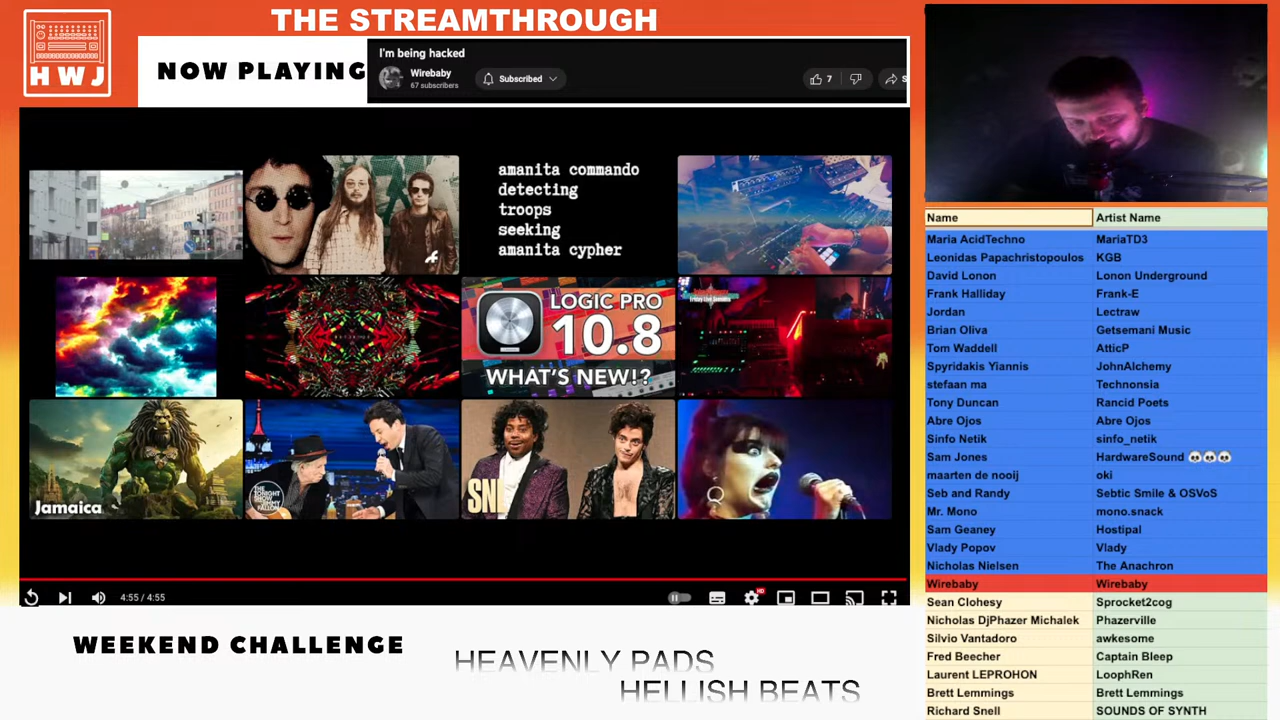 THE STREAMTHROUGH
HWJ
NOW PLAYING
I'm being hacked
Wirebaby
67 subscribers
Subscribed
7
S
amanita commando
detecting
troops
seeking
amanita cypher
LOGIC PRO
10.8
WHAT'S NEW!?
Jamaica
THE
TONIGHT
SHOW
JIMMY
FALLON
SNL
4:55 / 4:55
HD
WEEKEND CHALLENGE
HEAVENLY PADS
HELLISH BEATS
Name Artist Name
Maria AcidTechno MariaTD3
Leonidas Papachristopoulos KGB
David Lonon Lonon Underground
Frank Halliday Frank-E
Jordan Lectraw
Brian Oliva Getsemani Music
Tom Waddell AtticP
Spyridakis Yiannis JohnAlchemy
stefaan ma Technonsia
Tony Duncan Rancid Poets
Abre Ojos Abre Ojos
Sinfo Netik sinfo_netik
Sam Jones HardwareSound 💀💀💀
maarten de nooij oki
Seb and Randy Sebtic Smile & OSVoS
Mr. Mono mono.snack
Sam Geaney Hostipal
Vlady Popov Vlady
Nicholas Nielsen The Anachron
Wirebaby Wirebaby
Sean Clohesy Sprocket2cog
Nicholas DjPhazer Michalek Phazerville
Silvio Vantadoro awkesome
Fred Beecher Captain Bleep
Laurent LEPROHON LoophRen
Brett Lemmings Brett Lemmings
Richard Snell SOUNDS OF SYNTH